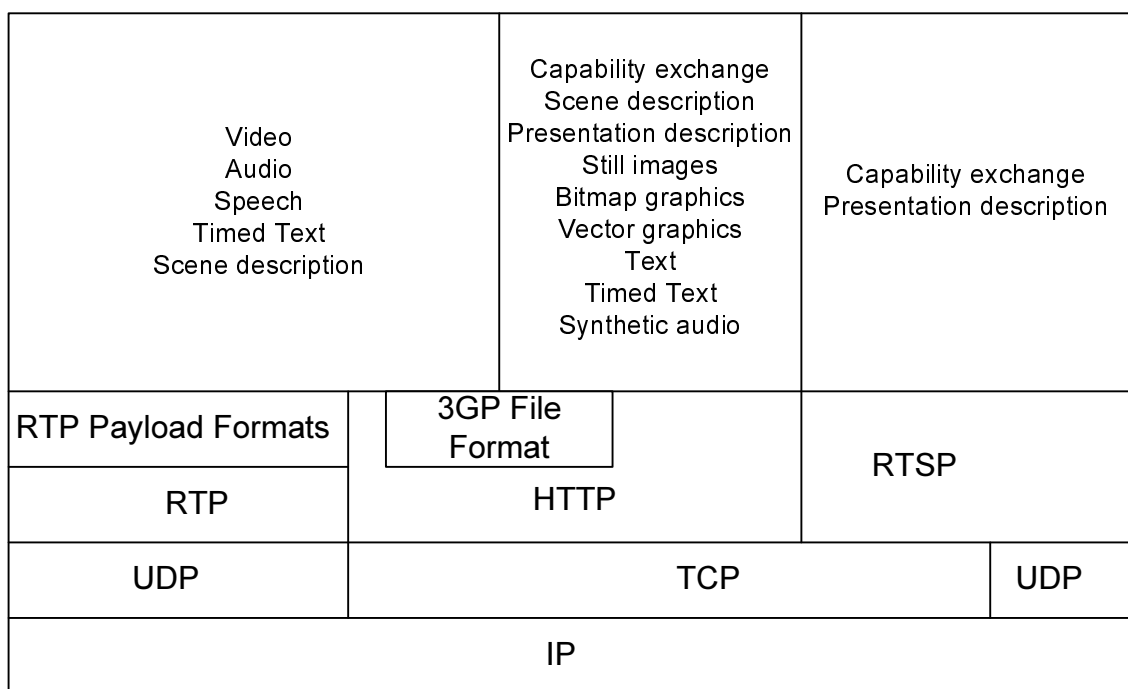 Video
Audio
Speech
Timed Text
Scene description
Capability exchange
Scene description
Presentation description
Still images
Bitmap graphics
Vector graphics
Text
Timed Text
Synthetic audio
Capability exchange
Presentation description
RTP Payload Formats
3GP File
Format
RTP
HTTP
RTSP
UDP
TCP
UDP
IP